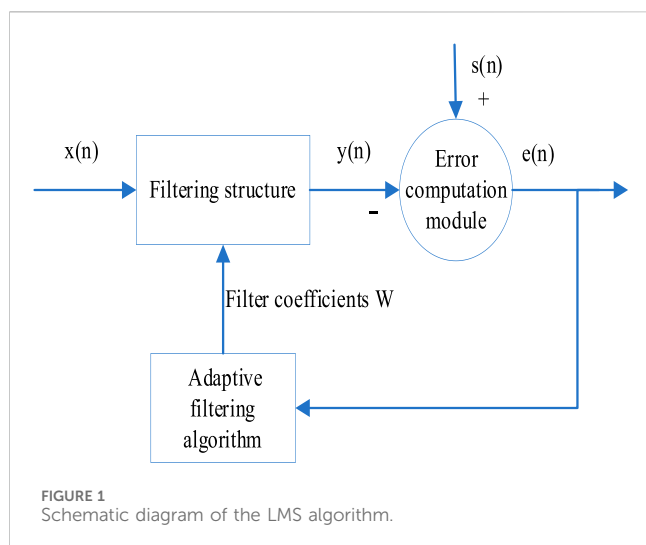 s(n)
+
x(n)
y(n)
e(n)
Filtering structure
-
Error
computation
module
Filter coefficients W
Adaptive
filtering
algorithm
FIGURE 1
Schematic diagram of the LMS algorithm.